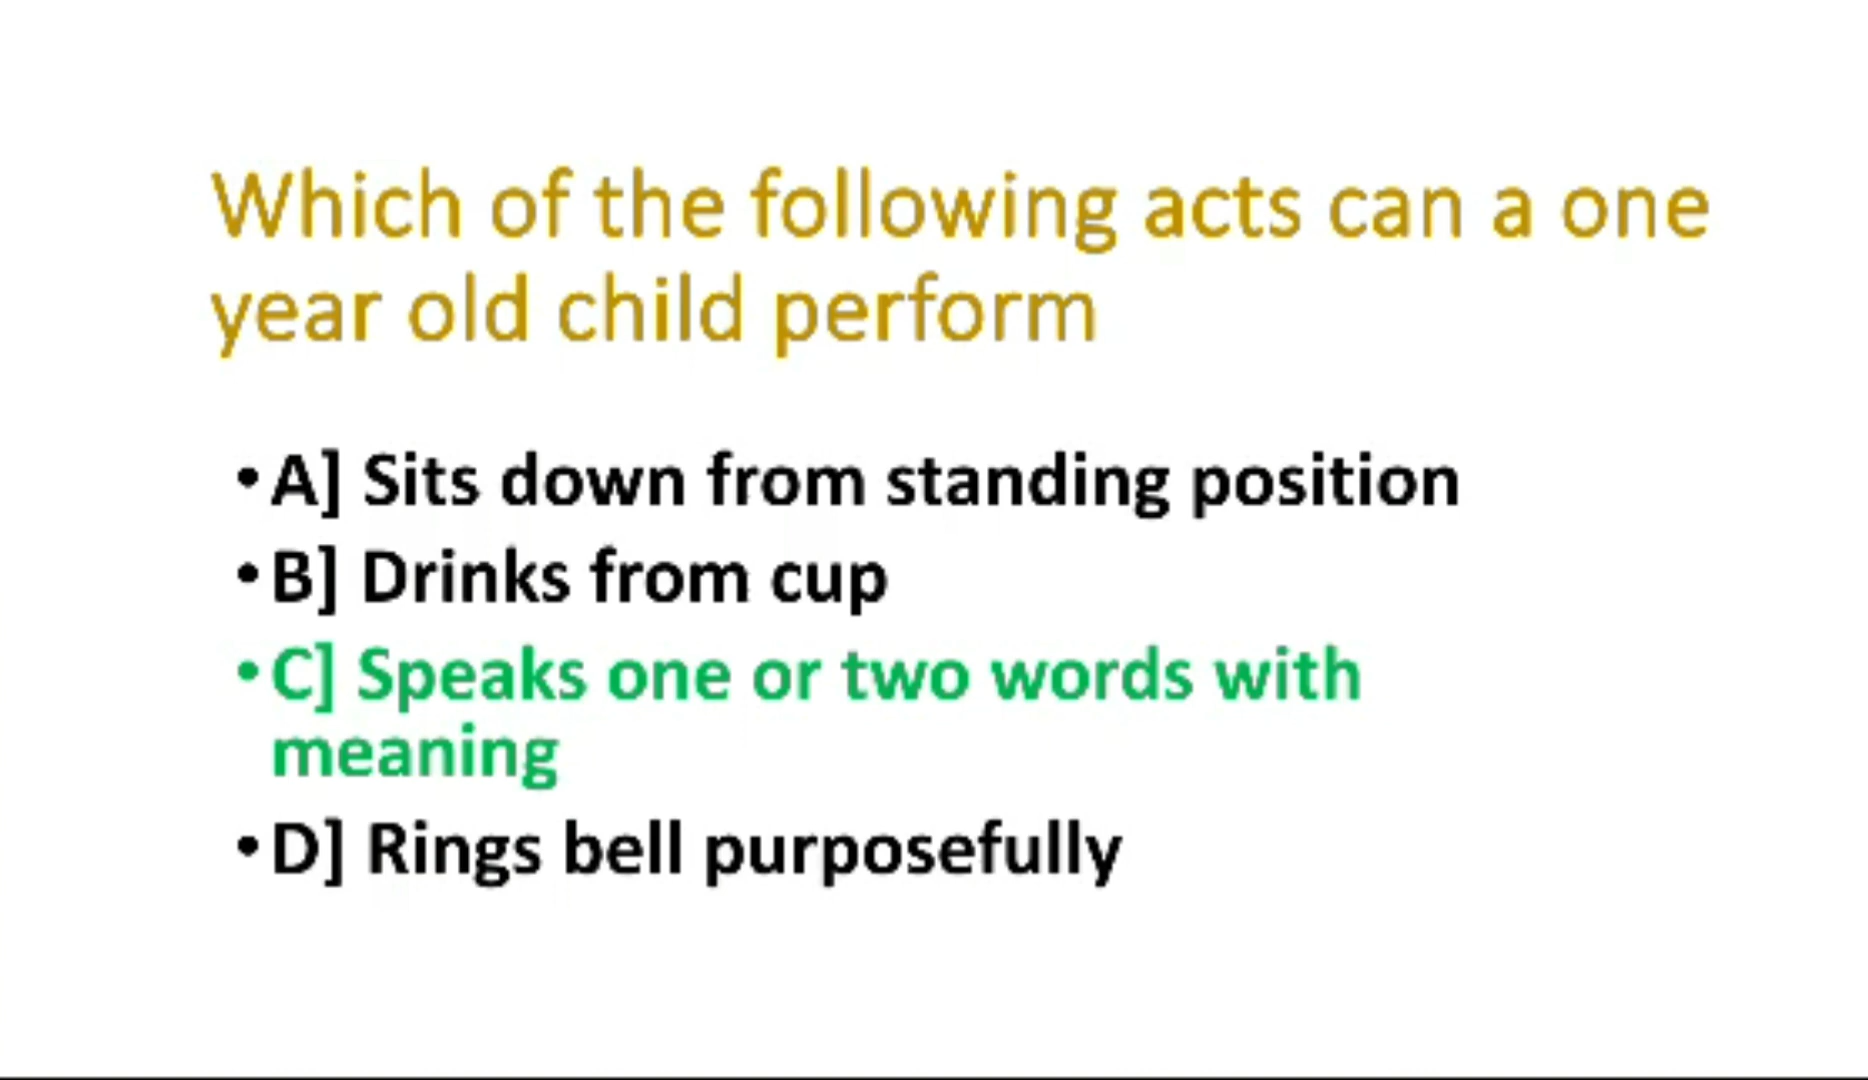 Which of the following acts can a one
year old child perform
•A] Sits down from standing position
•B] Drinks from cup
•C] Speaks one or two words with
meaning
•D] Rings bell purposefully